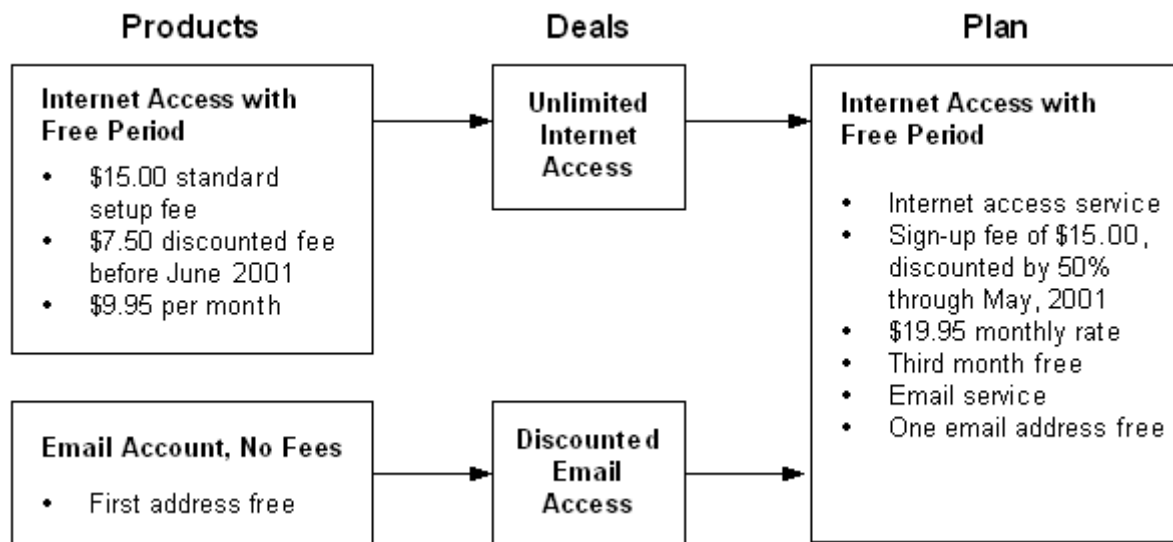 Products
Deals
Plan
Internet Access with
Free Period
• $15.00 standard
setup fee
• $7.50 discounted fee
before June 2001
• $9.95 per month
Unlimited
Internet
Access
Internet Access with
Free Period
• Internet access service
• Sign-up fee of $15.00,
discounted by 50%
through May, 2001
• $19.95 monthly rate
• Third month free
• Email service
• One email address free
Email Account, No Fees
• First address free
Discounted
Email
Access